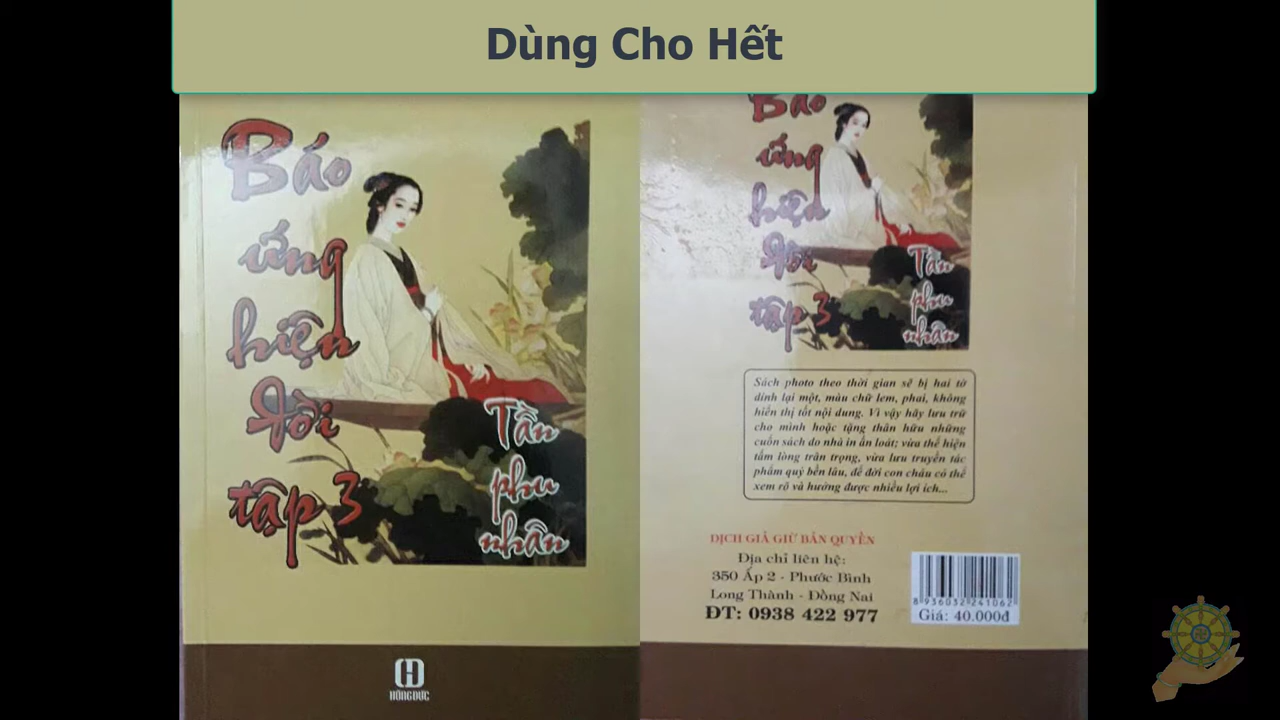 Dùng Cho Hết
Báo
ứng
hiện
đời
tập 3
Tần
phu
nhân
HỒNG ĐỨC
Báo
ứng
hiện
đời
tập 3
Tần
phu
nhân
Sách photo theo thời gian sẽ bị hai tờ
dính lại một, màu chữ lem, phai, không
hiển thị tốt nội dung. Vì vậy hãy lưu trữ
cho mình hoặc tặng thân hữu những
cuốn sách do nhà in ấn loát; vừa thể hiện
tấm lòng trân trọng, vừa lưu truyền tác
phẩm quý bền lâu, để đời con cháu có thể
xem rõ và hưởng được nhiều lợi ích...
DỊCH GIẢ GIỮ BẢN QUYỀN
Địa chỉ liên hệ:
350 Ấp 2 - Phước Bình
Long Thành - Đồng Nai
ĐT: 0938 422 977
8 936032 241062
Giá: 40.000đ